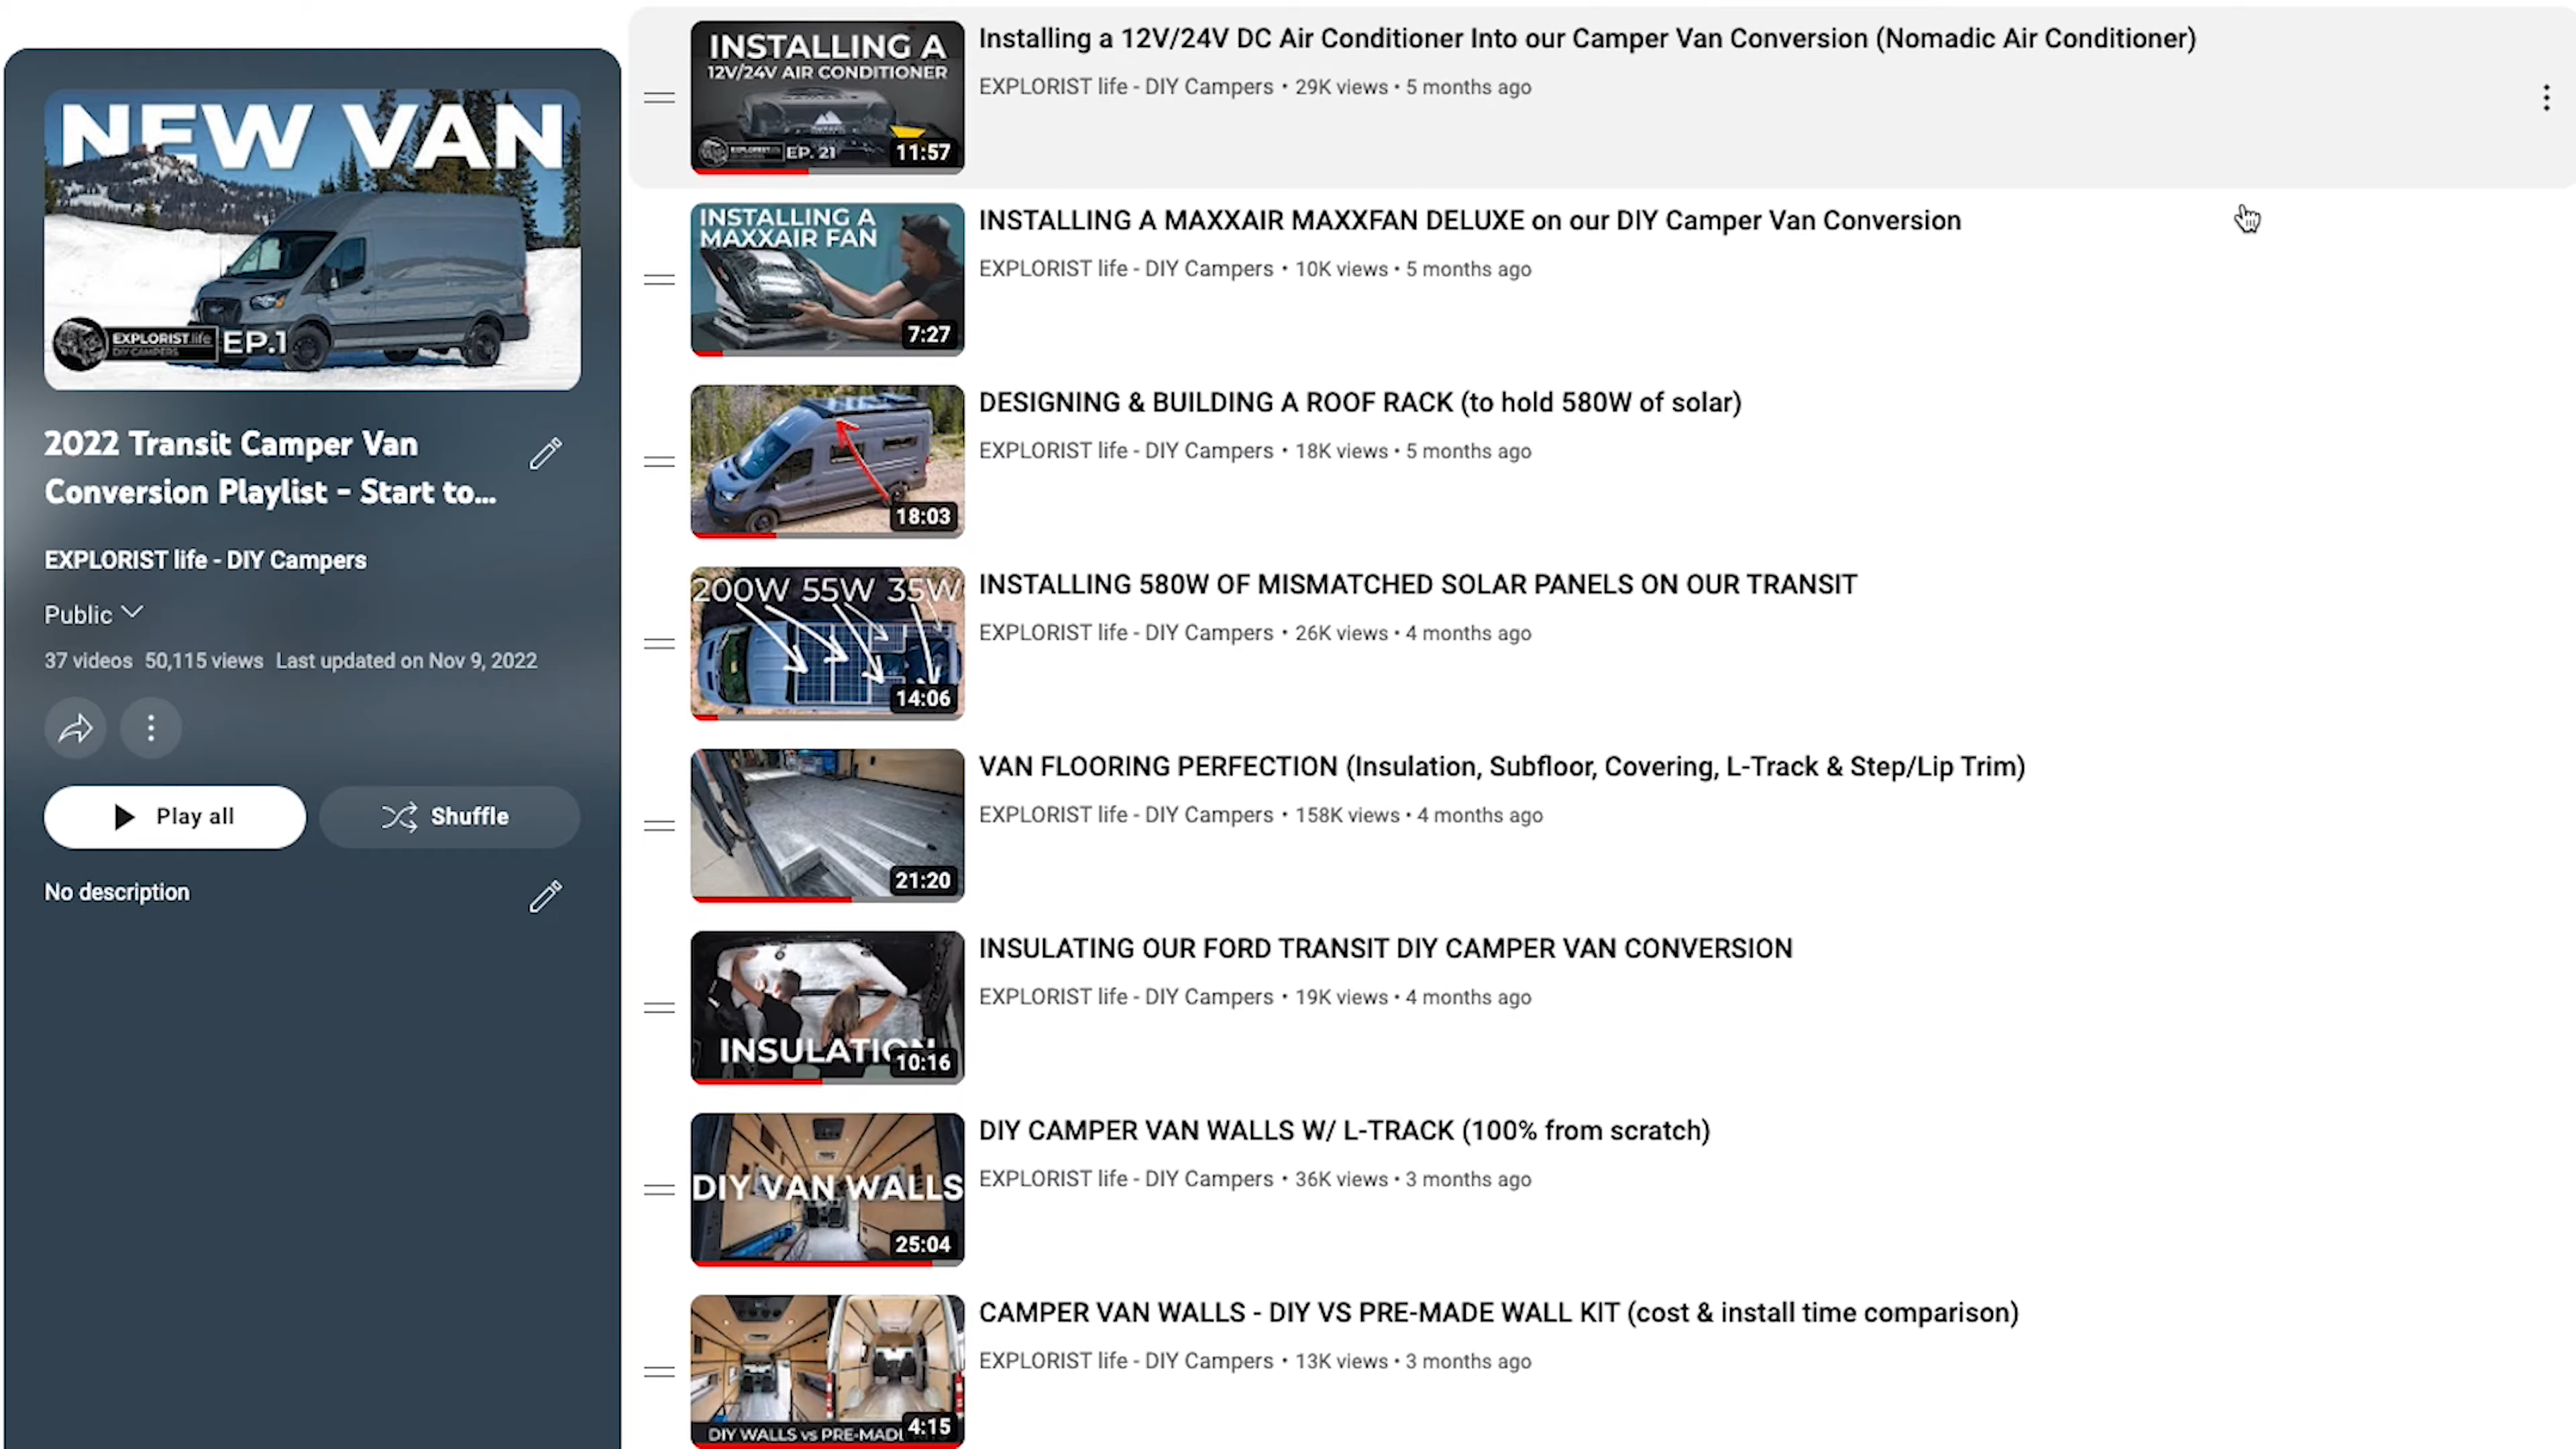 NEW VAN
EXPLORIST.life
DIY CAMPERS
EP.1
2022 Transit Camper Van
Conversion Playlist - Start to...
EXPLORIST life - DIY Campers
Public
37 videos 50,115 views Last updated on Nov 9, 2022
Play all
Shuffle
No description
INSTALLING A
12V/24V AIR CONDITIONER
EP. 21
11:57
Installing a 12V/24V DC Air Conditioner Into our Camper Van Conversion (Nomadic Air Conditioner)
EXPLORIST life - DIY Campers • 29K views • 5 months ago
INSTALLING A
MAXXAIR FAN
7:27
INSTALLING A MAXXAIR MAXXFAN DELUXE on our DIY Camper Van Conversion
EXPLORIST life - DIY Campers • 10K views • 5 months ago
18:03
DESIGNING & BUILDING A ROOF RACK (to hold 580W of solar)
EXPLORIST life - DIY Campers • 18K views • 5 months ago
200W 55W 35W
14:06
INSTALLING 580W OF MISMATCHED SOLAR PANELS ON OUR TRANSIT
EXPLORIST life - DIY Campers • 26K views • 4 months ago
21:20
VAN FLOORING PERFECTION (Insulation, Subfloor, Covering, L-Track & Step/Lip Trim)
EXPLORIST life - DIY Campers • 158K views • 4 months ago
INSULATION
10:16
INSULATING OUR FORD TRANSIT DIY CAMPER VAN CONVERSION
EXPLORIST life - DIY Campers • 19K views • 4 months ago
DIY VAN WALLS
25:04
DIY CAMPER VAN WALLS W/ L-TRACK (100% from scratch)
EXPLORIST life - DIY Campers • 36K views • 3 months ago
DIY WALLS vs PRE-MADE
4:15
CAMPER VAN WALLS - DIY VS PRE-MADE WALL KIT (cost & install time comparison)
EXPLORIST life - DIY Campers • 13K views • 3 months ago